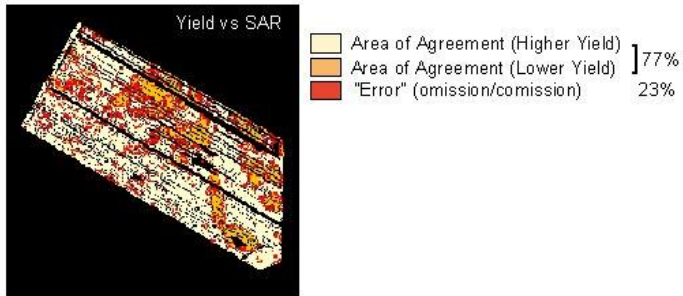 Yield vs SAR
Area of Agreement (Higher Yield)
Area of Agreement (Lower Yield)
77%
"Error" (omission/comission) 23%